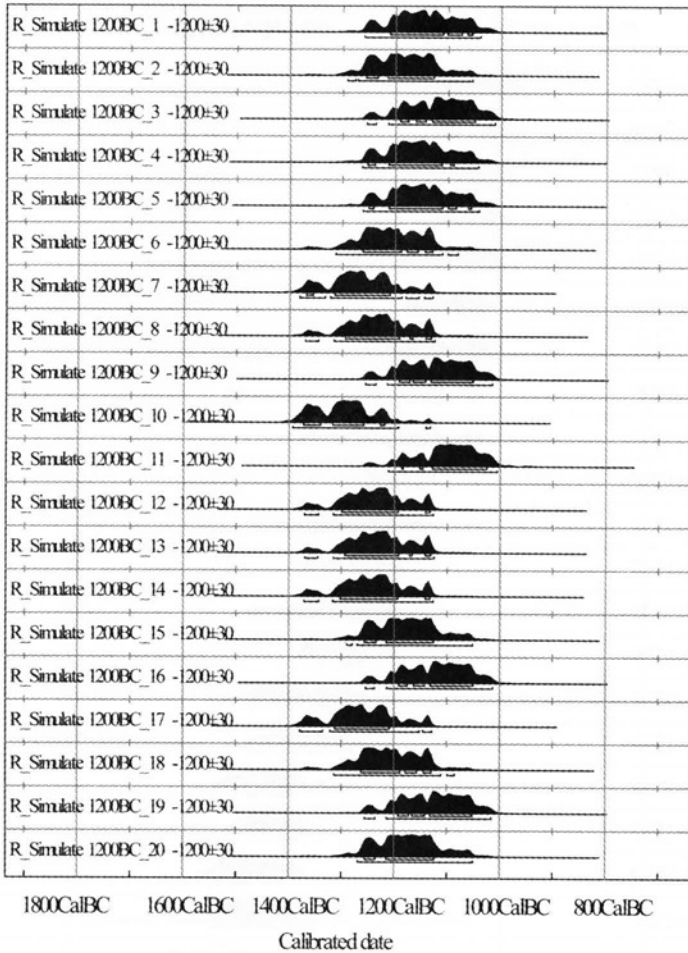 R_Simulate 1200BC_1 -1200±30
R_Simulate 1200BC_2 -1200±30
R_Simulate 1200BC_3 -1200±30
R_Simulate 1200BC_4 -1200±30
R_Simulate 1200BC_5 -1200±30
R_Simulate 1200BC_6 -1200±30
R_Simulate 1200BC_7 -1200±30
R_Simulate 1200BC_8 -1200±30
R_Simulate 1200BC_9 -1200±30
R_Simulate 1200BC_10 -1200±30
R_Simulate 1200BC_11 -1200±30
R_Simulate 1200BC_12 -1200±30
R_Simulate 1200BC_13 -1200±30
R_Simulate 1200BC_14 -1200±30
R_Simulate 1200BC_15 -1200±30
R_Simulate 1200BC_16 -1200±30
R_Simulate 1200BC_17 -1200±30
R_Simulate 1200BC_18 -1200±30
R_Simulate 1200BC_19 -1200±30
R_Simulate 1200BC_20 -1200±30
1800CalBC 1600CalBC 1400CalBC 1200CalBC 1000CalBC 800CalBC
Calibrated date